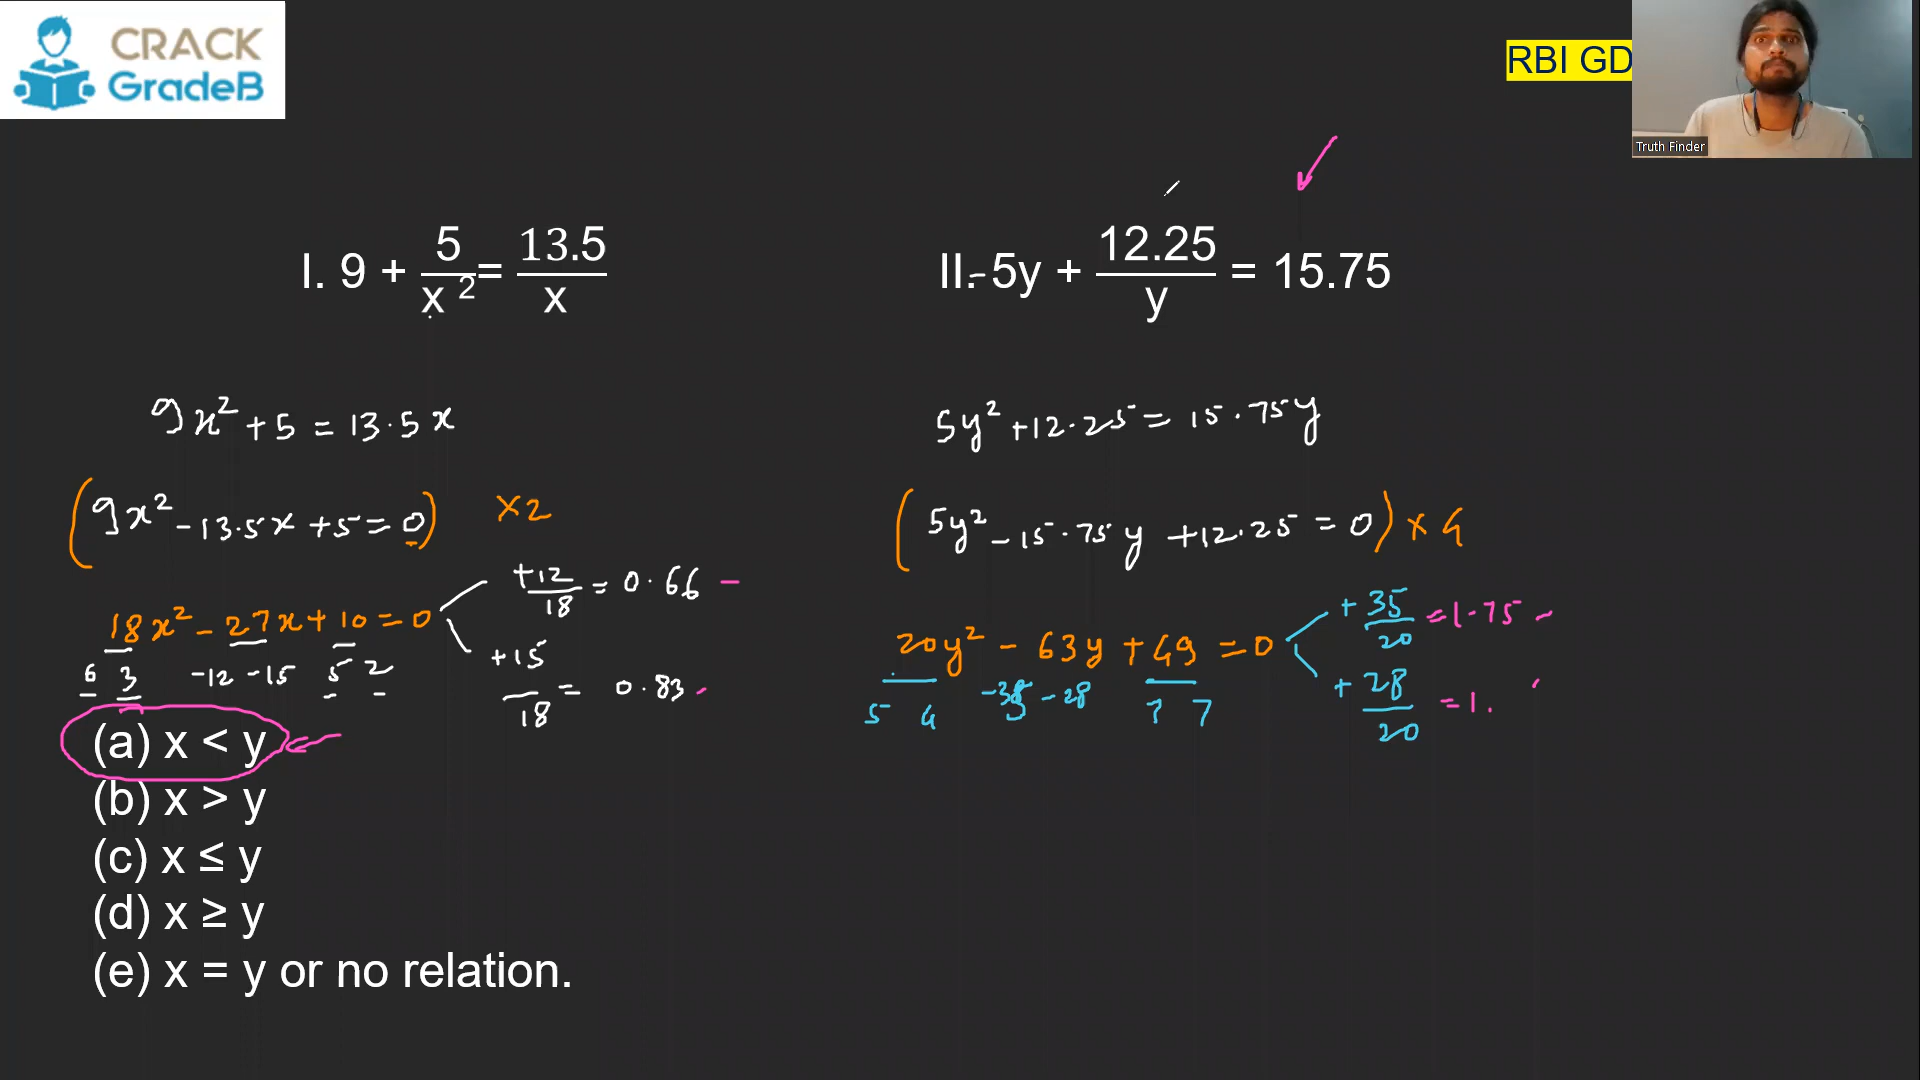 CRACK
GradeB
RBI GD
Truth Finder
I. 9 + 5/x² = 13.5/x
II. 5y + 12.25/y = 15.75
9x² + 5 = 13.5x
(9x² - 13.5x + 5 = 0) ×2
18x² - 27x + 10 = 0
6 3 -12 -15 5 2
+12/18 = 0.66
+15/18 = 0.83
5y² + 12.25 = 15.75y
(5y² - 15.75y + 12.25 = 0) × 4
20y² - 63y + 49 = 0
5 4 -35 -28 7 7
+35/20 = 1.75
+28/20 = 1.
(a) x < y
(b) x > y
(c) x ≤ y
(d) x ≥ y
(e) x = y or no relation.